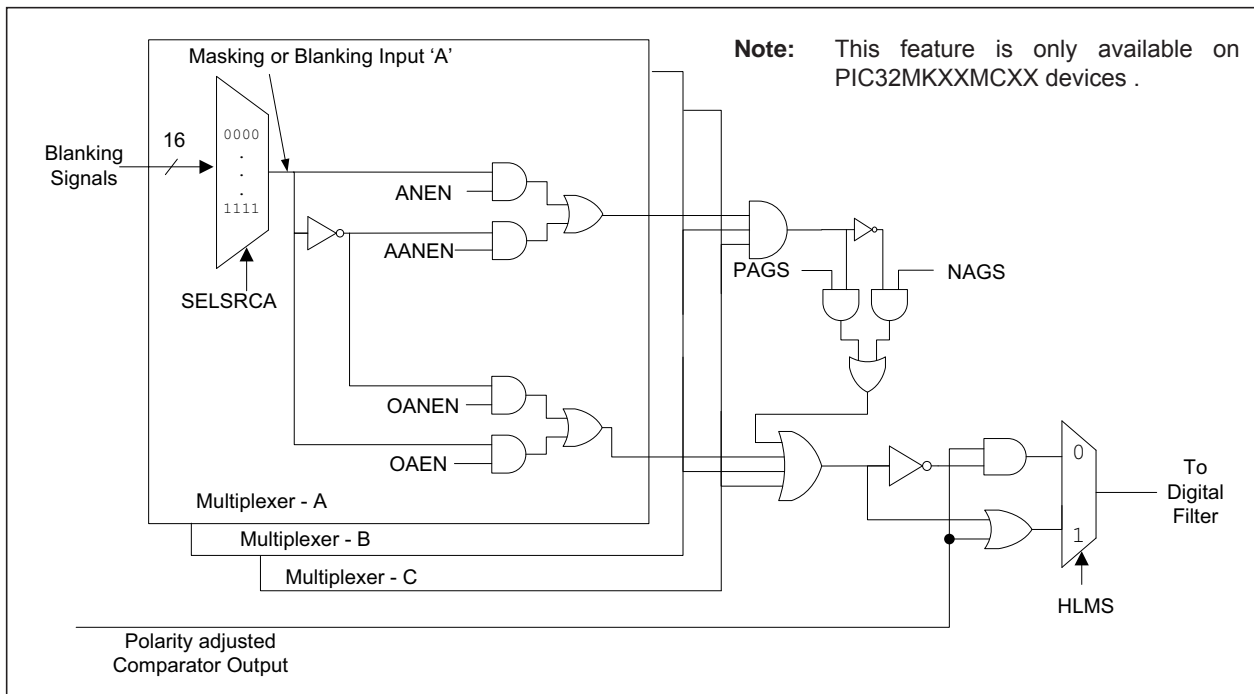 Masking or Blanking Input ‘A’
Note: This feature is only available on
PIC32MKXXMCXX devices .
16
0000
.
.
.
1111
Blanking
Signals
ANEN
AANEN
SELSRCA
PAGS
NAGS
OANEN
OAEN
0
1
To
Digital
Filter
Multiplexer - A
Multiplexer - B
Multiplexer - C
HLMS
Polarity adjusted
Comparator Output